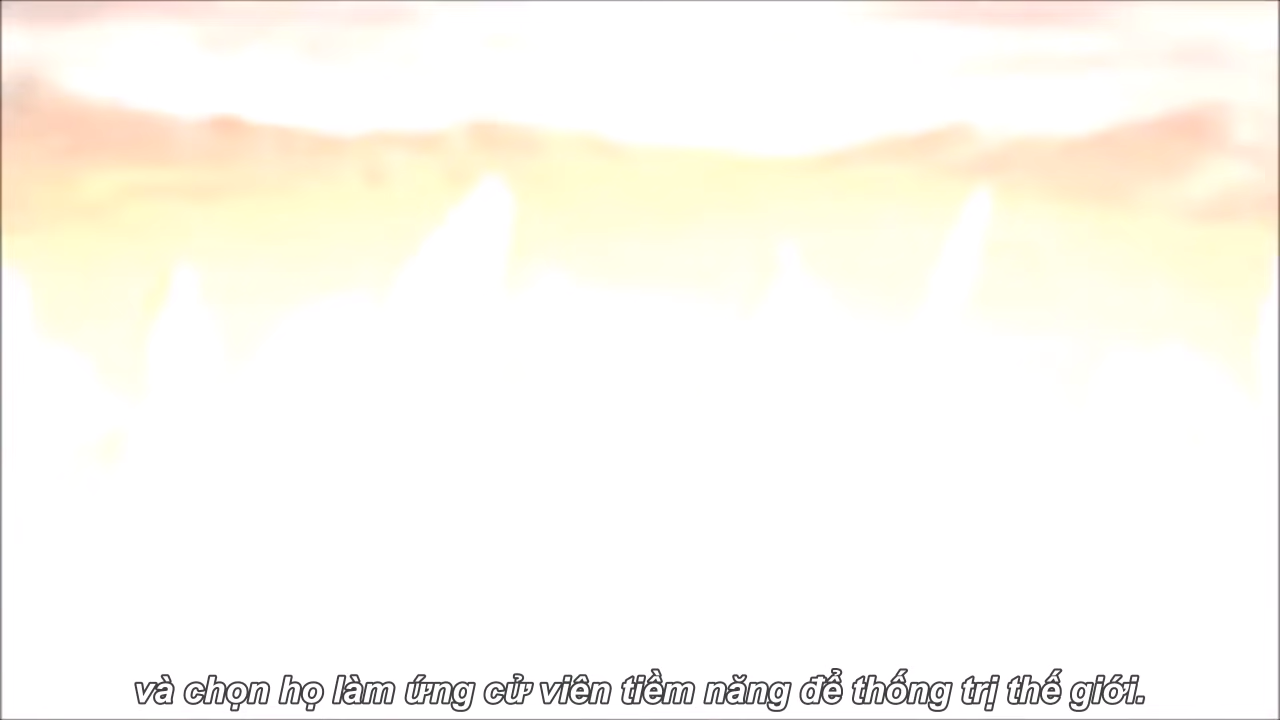 và chọn họ làm ứng cử viên tiềm năng để thống trị thế giới.